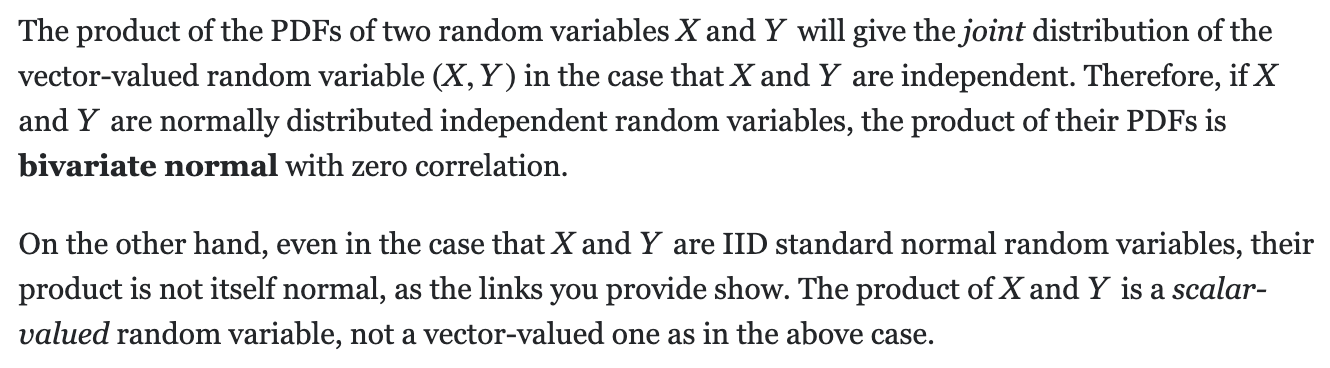 The product of the PDFs of two random variables X and Y will give the joint distribution of the
vector-valued random variable (X, Y) in the case that X and Y are independent. Therefore, if X
and Y are normally distributed independent random variables, the product of their PDFs is
bivariate normal with zero correlation.
On the other hand, even in the case that X and Y are IID standard normal random variables, their
product is not itself normal, as the links you provide show. The product of X and Y is a scalar-
valued random variable, not a vector-valued one as in the above case.